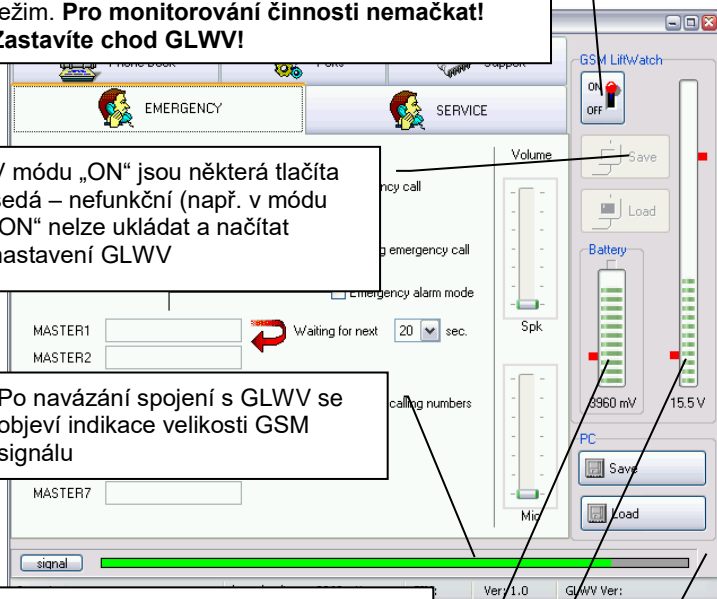 režim. Pro monitorování činnosti nemačkat!
Zastavíte chod GLWV!
Phone Book
Support
GSM LiftWatch
EMERGENCY
SERVICE
ON
OFF
V módu „ON“ jsou některá tlačíta
šedá – nefunkční (např. v módu
„ON“ nelze ukládat a načítat
nastavení GLWV
Volume
Save
call
Load
emergency call
Battery
Emergency alarm mode
MASTER1
Waiting for next 20 sec.
Spk
MASTER2
Po navázání spojení s GLWV se
objeví indikace velikosti GSM
signálu
calling numbers
3960 mV
15.5 V
PC
Save
MASTER7
Mic
Load
signal
Ver: 1.0
GLWV Ver: